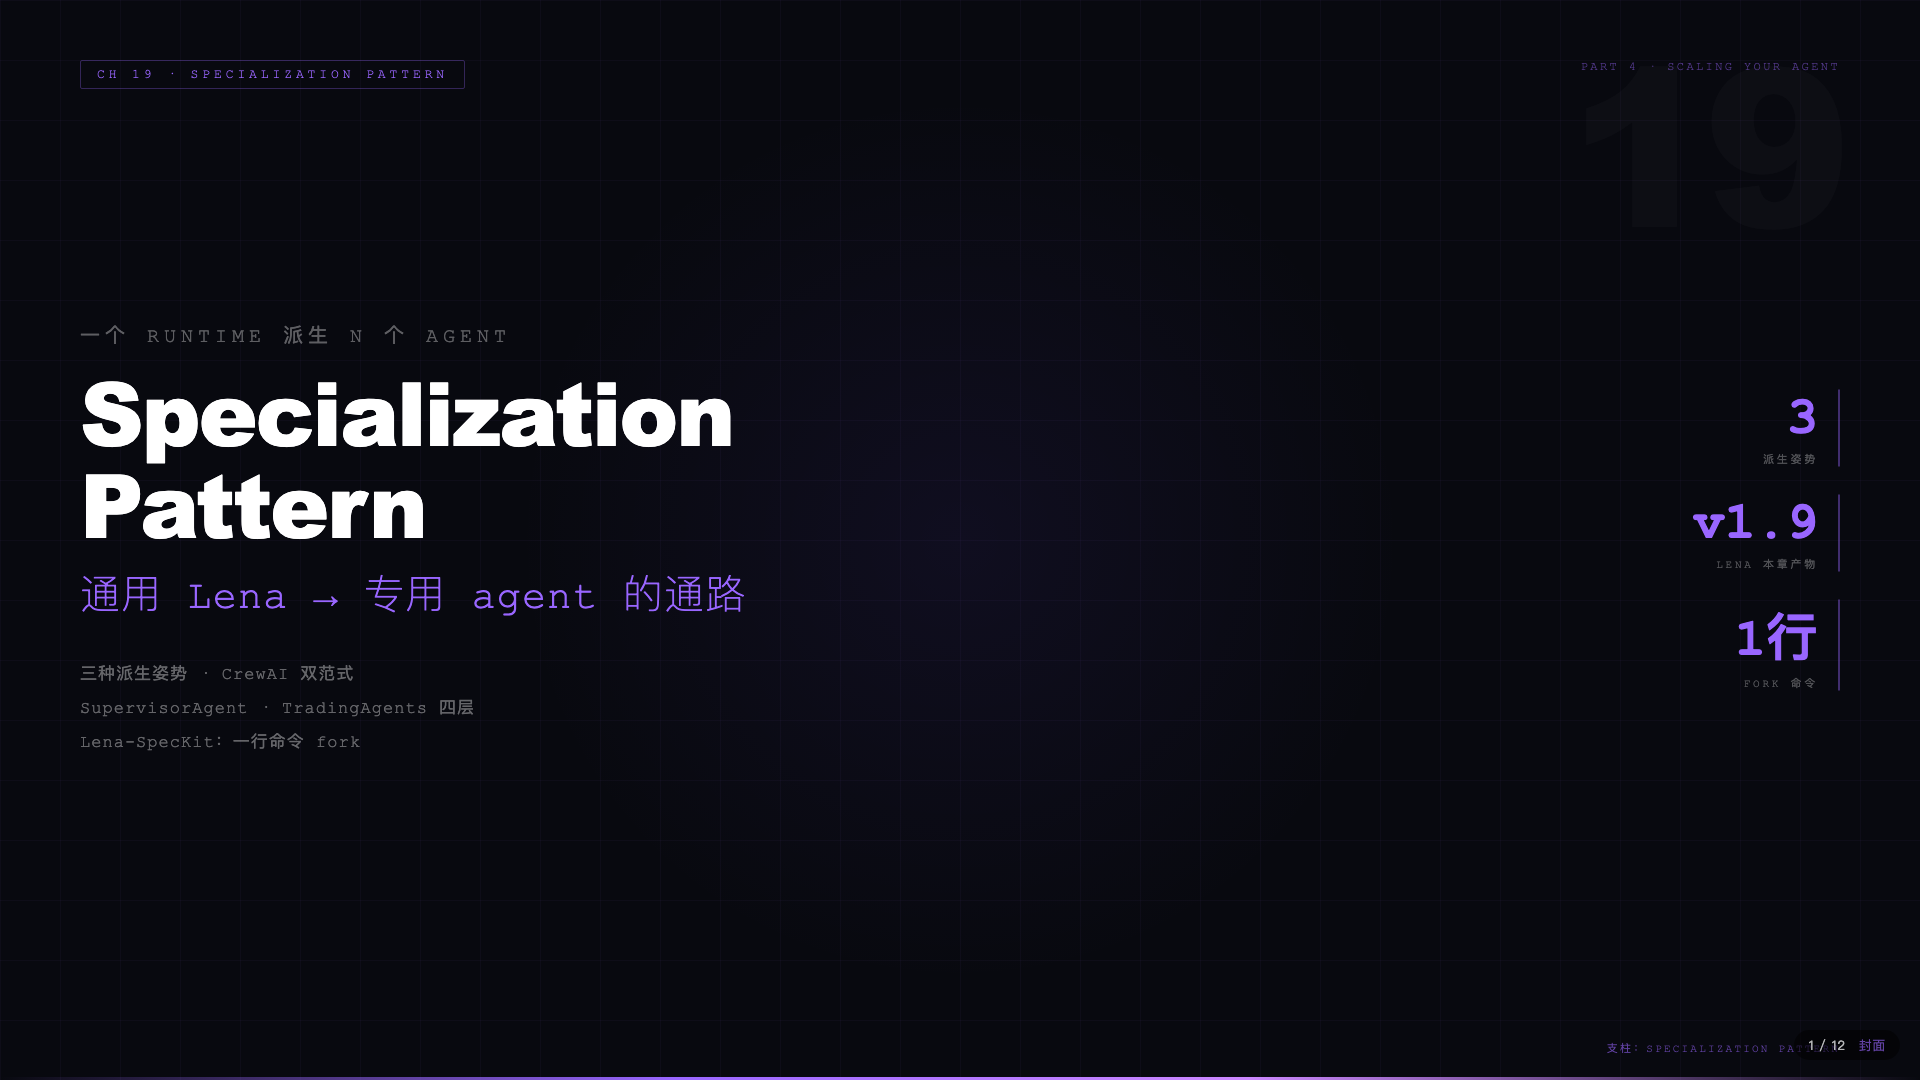 CH 19 · SPECIALIZATION PATTERN
PART 4 · SCALING YOUR AGENT
19
一个 RUNTIME 派生 N 个 AGENT
Specialization
Pattern
通用 Lena → 专用 agent 的通路
三种派生姿势 · CrewAI 双范式
SupervisorAgent · TradingAgents 四层
Lena-SpecKit: 一行命令 fork
3
派生姿势
v1.9
LENA 本章产物
1行
FORK 命令
支柱: SPECIALIZATION
1 / 12 封面